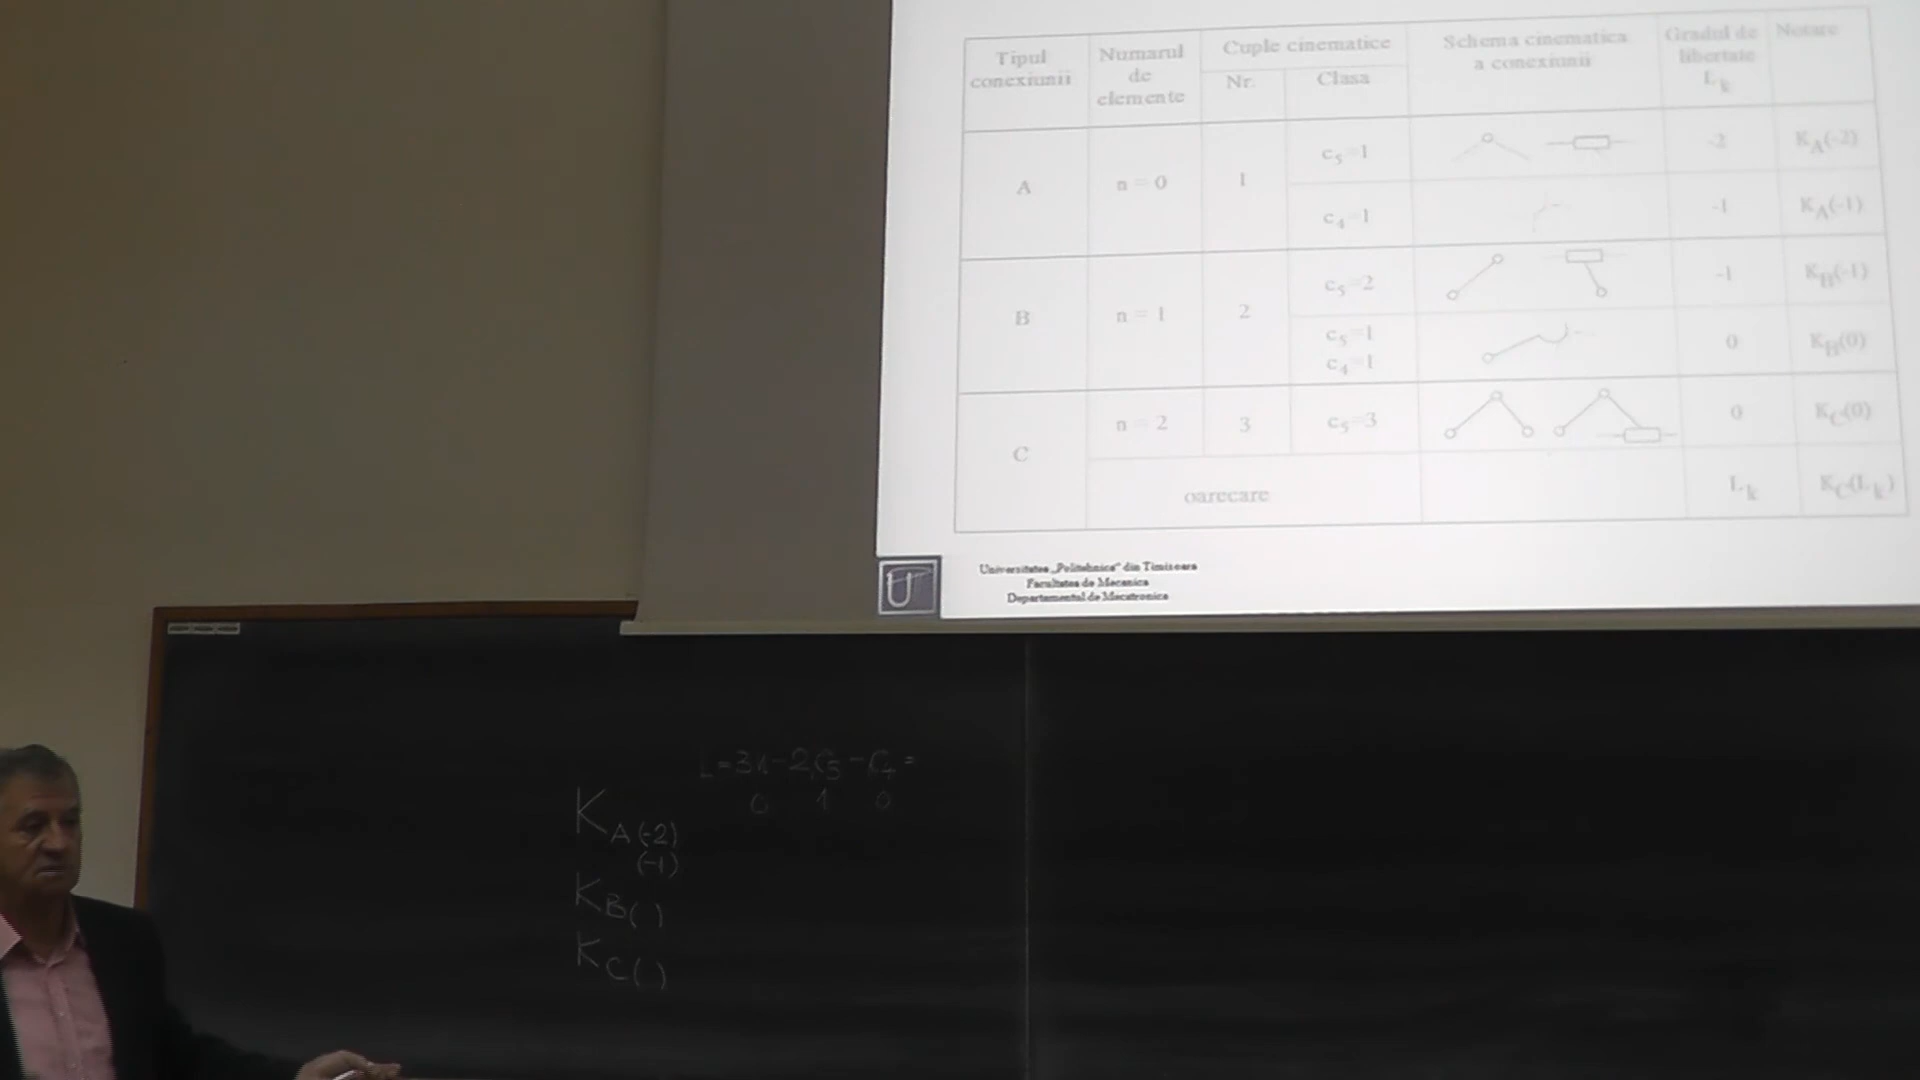 Tipul conexiunii
Numarul de elemente
Cuple cinematice
Nr.
Clasa
Schema cinematica a conexiunii
Gradul de libertate L_k
Notare
A
n = 0
1
c₅=1
-2
K_A(-2)
c₄=1
-1
K_A(-1)
B
n = 1
2
c₅=2
-1
K_B(-1)
c₅=1
c₄=1
0
K_B(0)
C
n = 2
3
c₅=3
0
K_C(0)
oarecare
L_k
K_C(L_k)
Universitatea „Politehnica" din Timisoara
Facultatea de Mecanica
Departamentul de Mecatronica
L=3n-2C₅-C₄=
0 1 0
K_A(-2)
(-1)
K_B( )
K_C( )